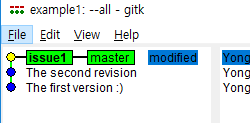 example1: --all - gitk
File Edit View Help
issue1 master modified Yong
The second revision Yong
The first version :) Yong